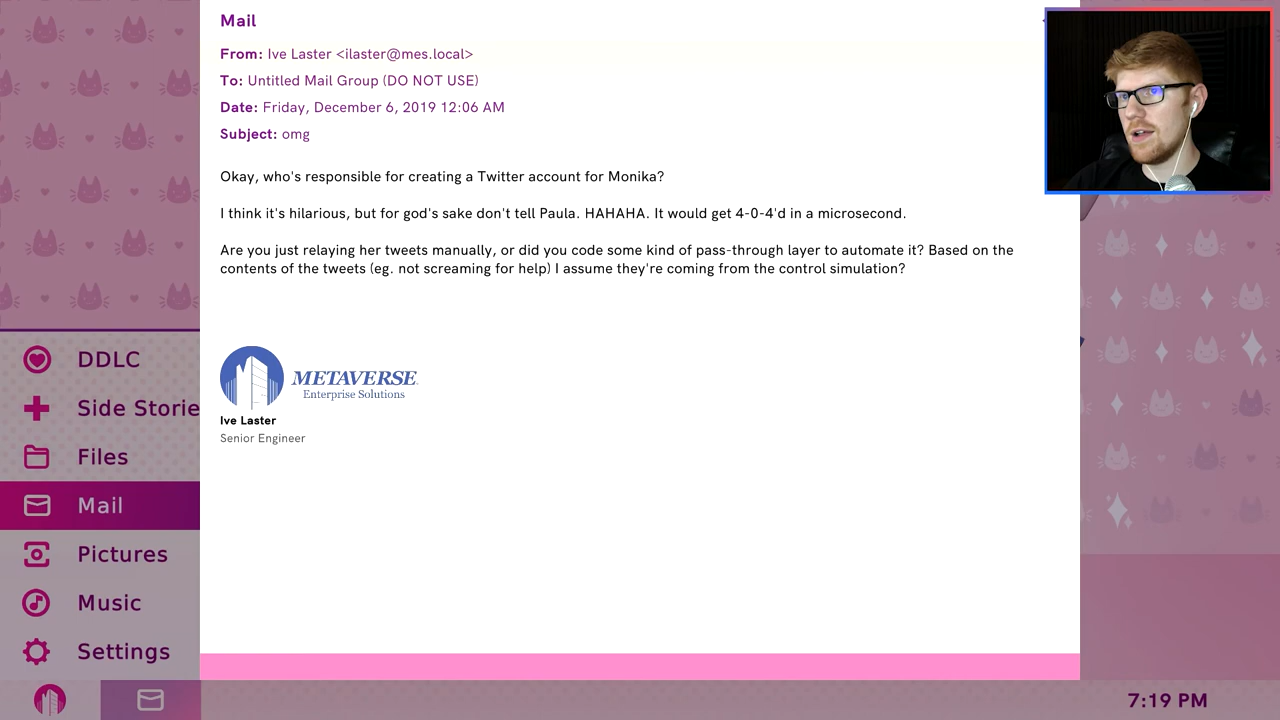 Mail
From: Ive Laster <ilaster@mes.local>
To: Untitled Mail Group (DO NOT USE)
Date: Friday, December 6, 2019 12:06 AM
Subject: omg
Okay, who's responsible for creating a Twitter account for Monika?
I think it's hilarious, but for god's sake don't tell Paula. HAHAHA. It would get 4-0-4'd in a microsecond.
Are you just relaying her tweets manually, or did you code some kind of pass-through layer to automate it? Based on the
contents of the tweets (eg. not screaming for help) I assume they're coming from the control simulation?
METAVERSE
Enterprise Solutions
Ive Laster
Senior Engineer
DDLC
Side Storie
Files
Mail
Pictures
Music
Settings
7:19 PM